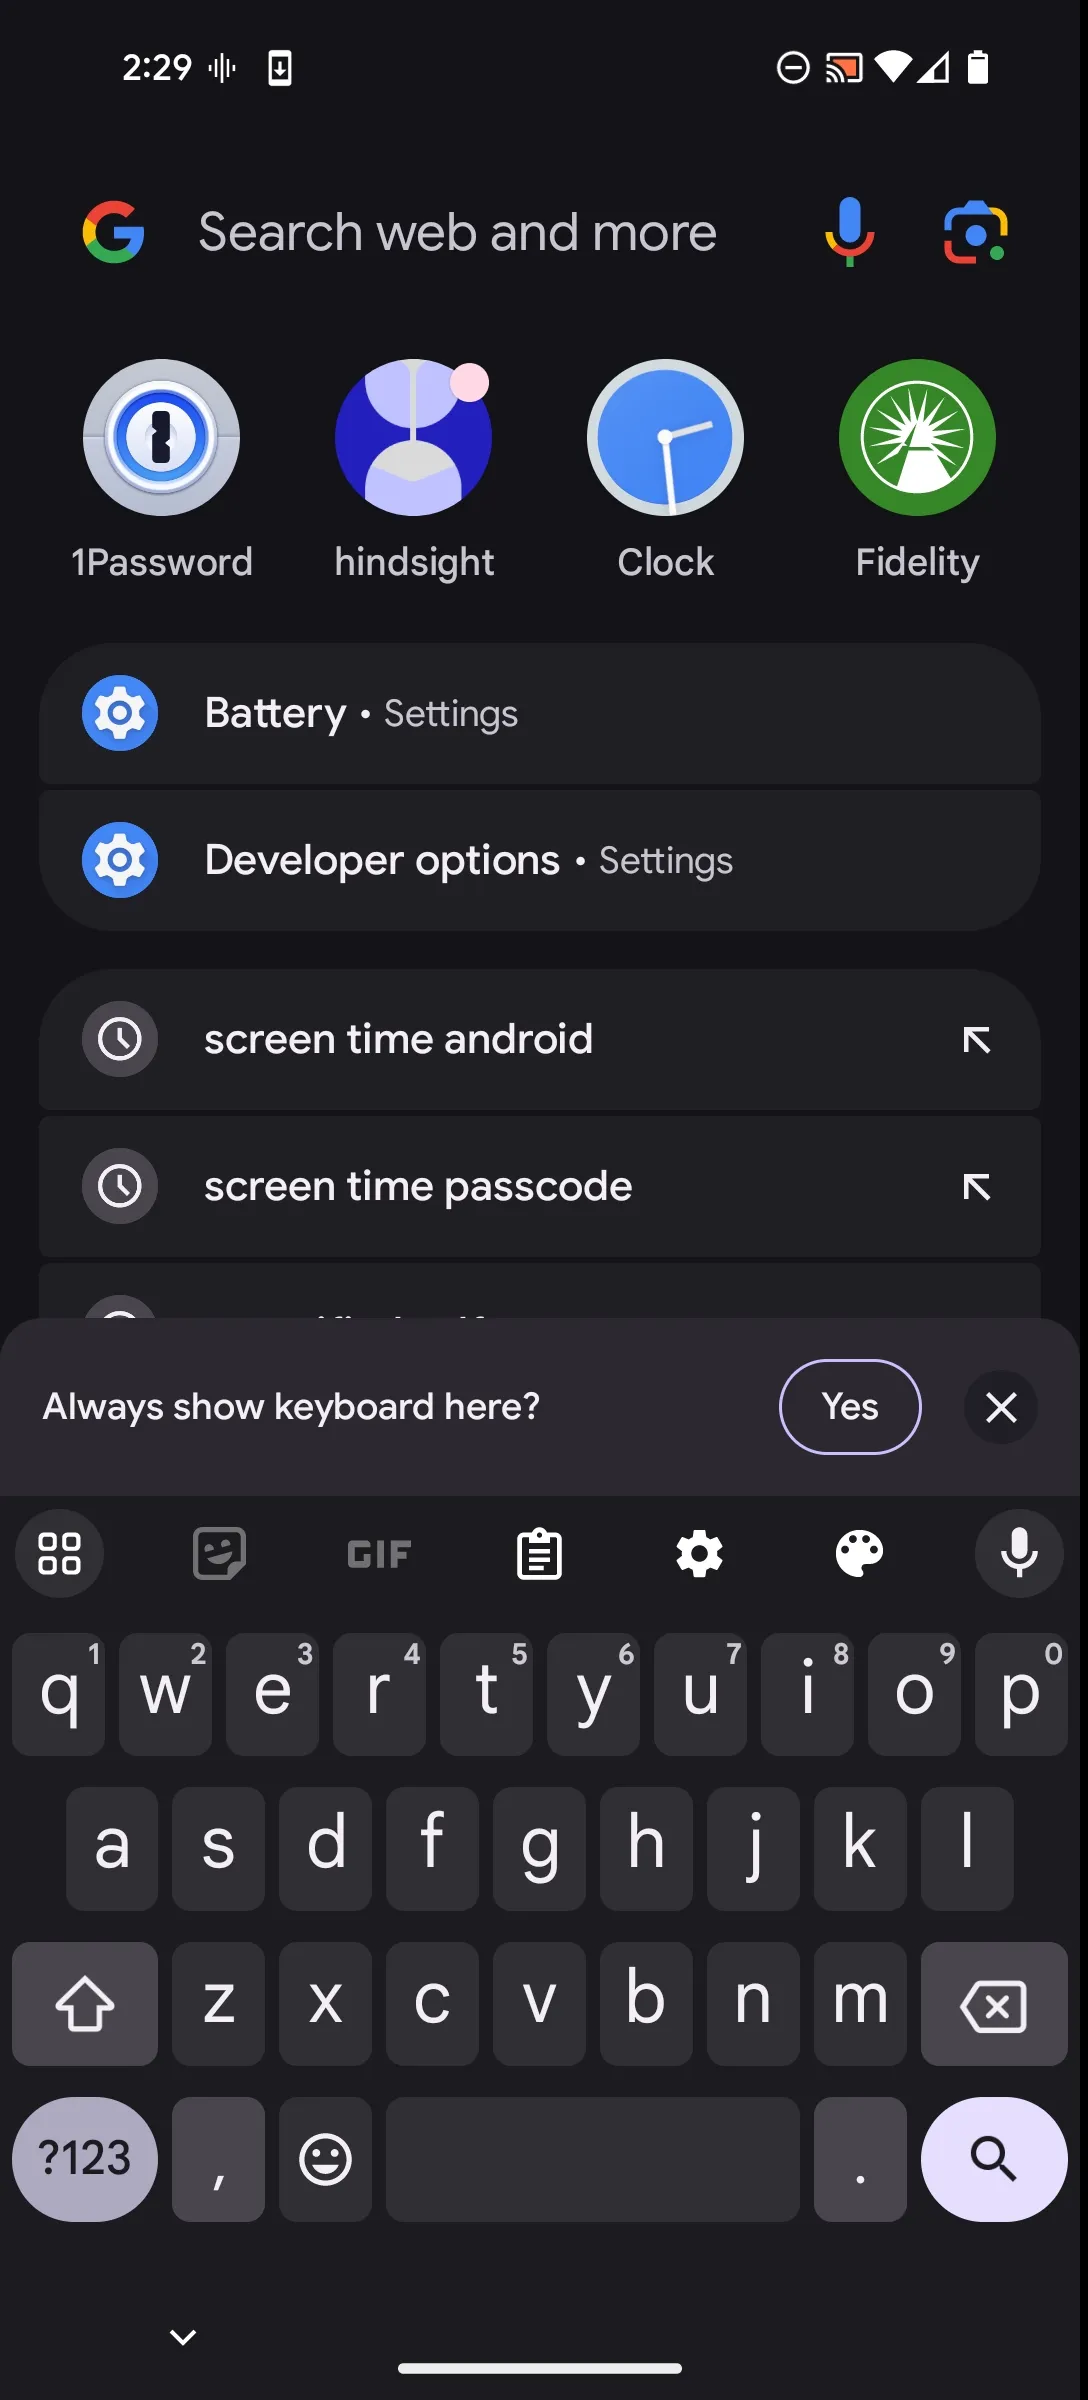 2:29
Search web and more
1Password
hindsight
Clock
Fidelity
Battery • Settings
Developer options • Settings
screen time android
screen time passcode
Always show keyboard here?
Yes
GIF
q 1 w 2 e 3 r 4 t 5 y 6 u 7 i 8 o 9 p 0
a s d f g h j k l
z x c v b n m
?123 , .